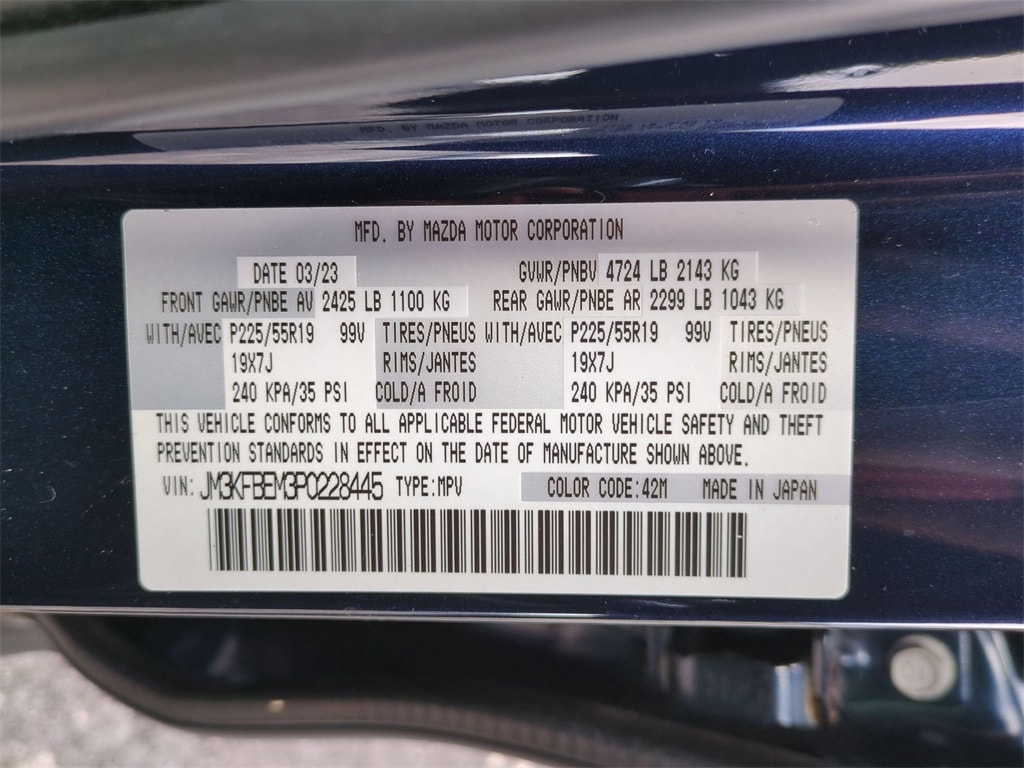 MFD. BY MAZDA MOTOR CORPORATION
MFD. BY MAZDA MOTOR CORPORATION
DATE 03/23 GVWR/PNBV 4724 LB 2143 KG
FRONT GAWR/PNBE AV 2425 LB 1100 KG REAR GAWR/PNBE AR 2299 LB 1043 KG
WITH/AVEC P225/55R19 99V TIRES/PNEUS WITH/AVEC P225/55R19 99V TIRES/PNEUS
19X7J RIMS/JANTES 19X7J RIMS/JANTES
240 KPA/35 PSI COLD/A FROID 240 KPA/35 PSI COLD/A FROID
THIS VEHICLE CONFORMS TO ALL APPLICABLE FEDERAL MOTOR VEHICLE SAFETY AND THEFT
PREVENTION STANDARDS IN EFFECT ON THE DATE OF MANUFACTURE SHOWN ABOVE.
VIN: JM3KFBEM3P0228445 TYPE:MPV COLOR CODE:42M MADE IN JAPAN